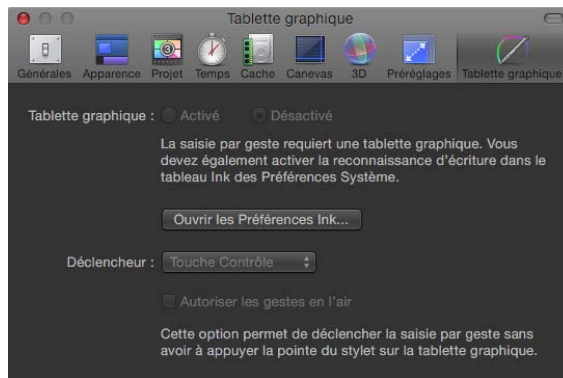 Tablette graphique
Générales Apparence Projet Temps Cache Canevas 3D Préréglages Tablette graphique
Tablette graphique : Activé Désactivé
La saisie par geste requiert une tablette graphique. Vous
devez également activer la reconnaissance d'écriture dans le
tableau Ink des Préférences Système.
Ouvrir les Préférences Ink...
Déclencheur : Touche Contrôle
Autoriser les gestes en l'air
Cette option permet de déclencher la saisie par geste sans
avoir à appuyer la pointe du stylet sur la tablette graphique.